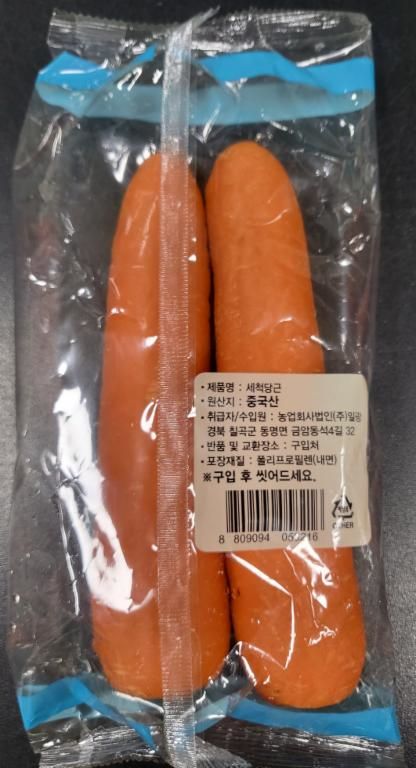 • 제품명 : 세척당근
• 원산지 : 중국산
• 취급자/수입원 : 농업회사법인(주)일광
경북 칠곡군 동명면 금암동석4길 32
• 반품 및 교환장소 : 구입처
• 포장재질 : 폴리프로필렌(내면)
※구입 후 씻어드세요.
OTHER
8 809094 050216